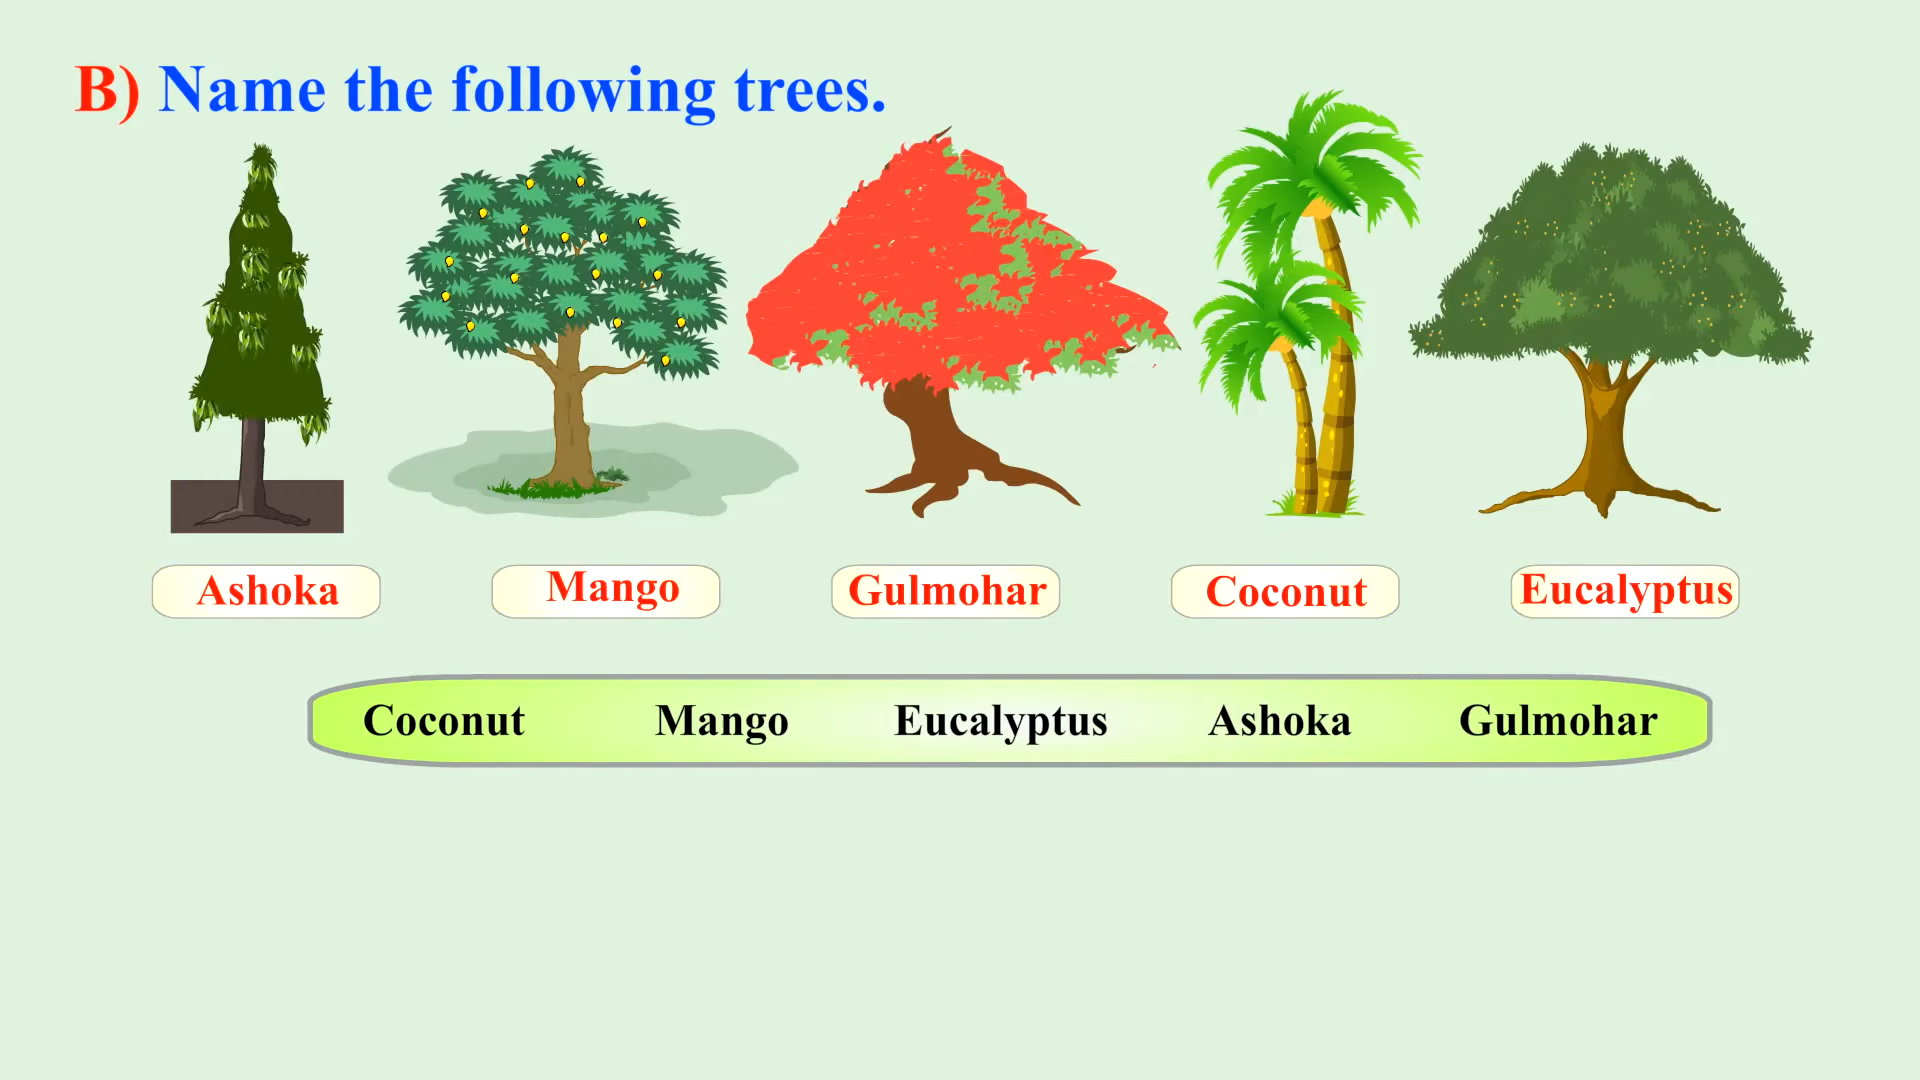 B) Name the following trees.
Ashoka Mango Gulmohar Coconut Eucalyptus
Coconut Mango Eucalyptus Ashoka Gulmohar